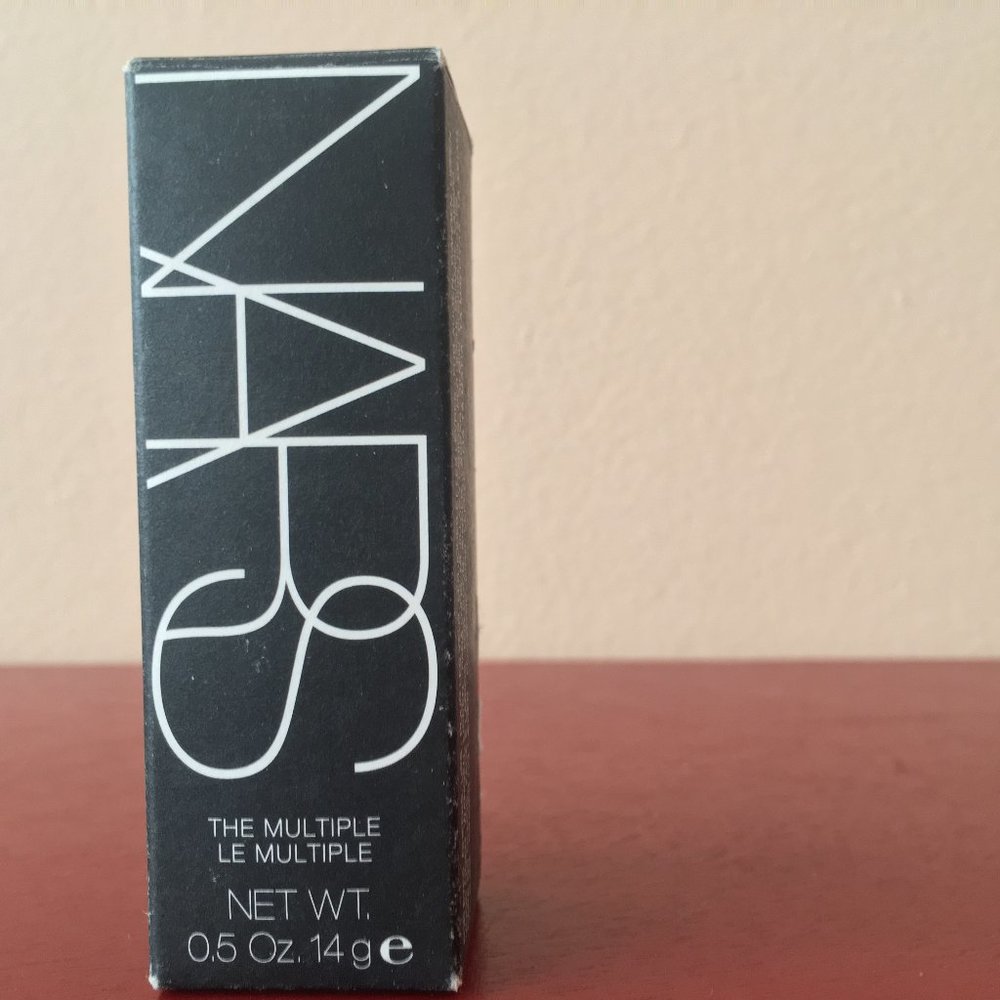 NARS
THE MULTIPLE
LE MULTIPLE
NET WT.
0.5 Oz. 14 g e